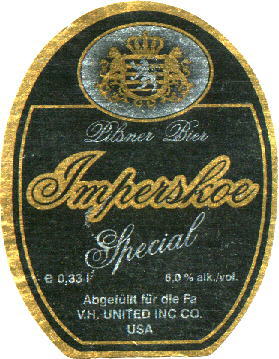 Pilsner Bier
Imperskoe
Special
e 0,33 l
6,0 % alk./vol.
Abgefüllt für die Fa
V.H. UNITED INC CO.
USA